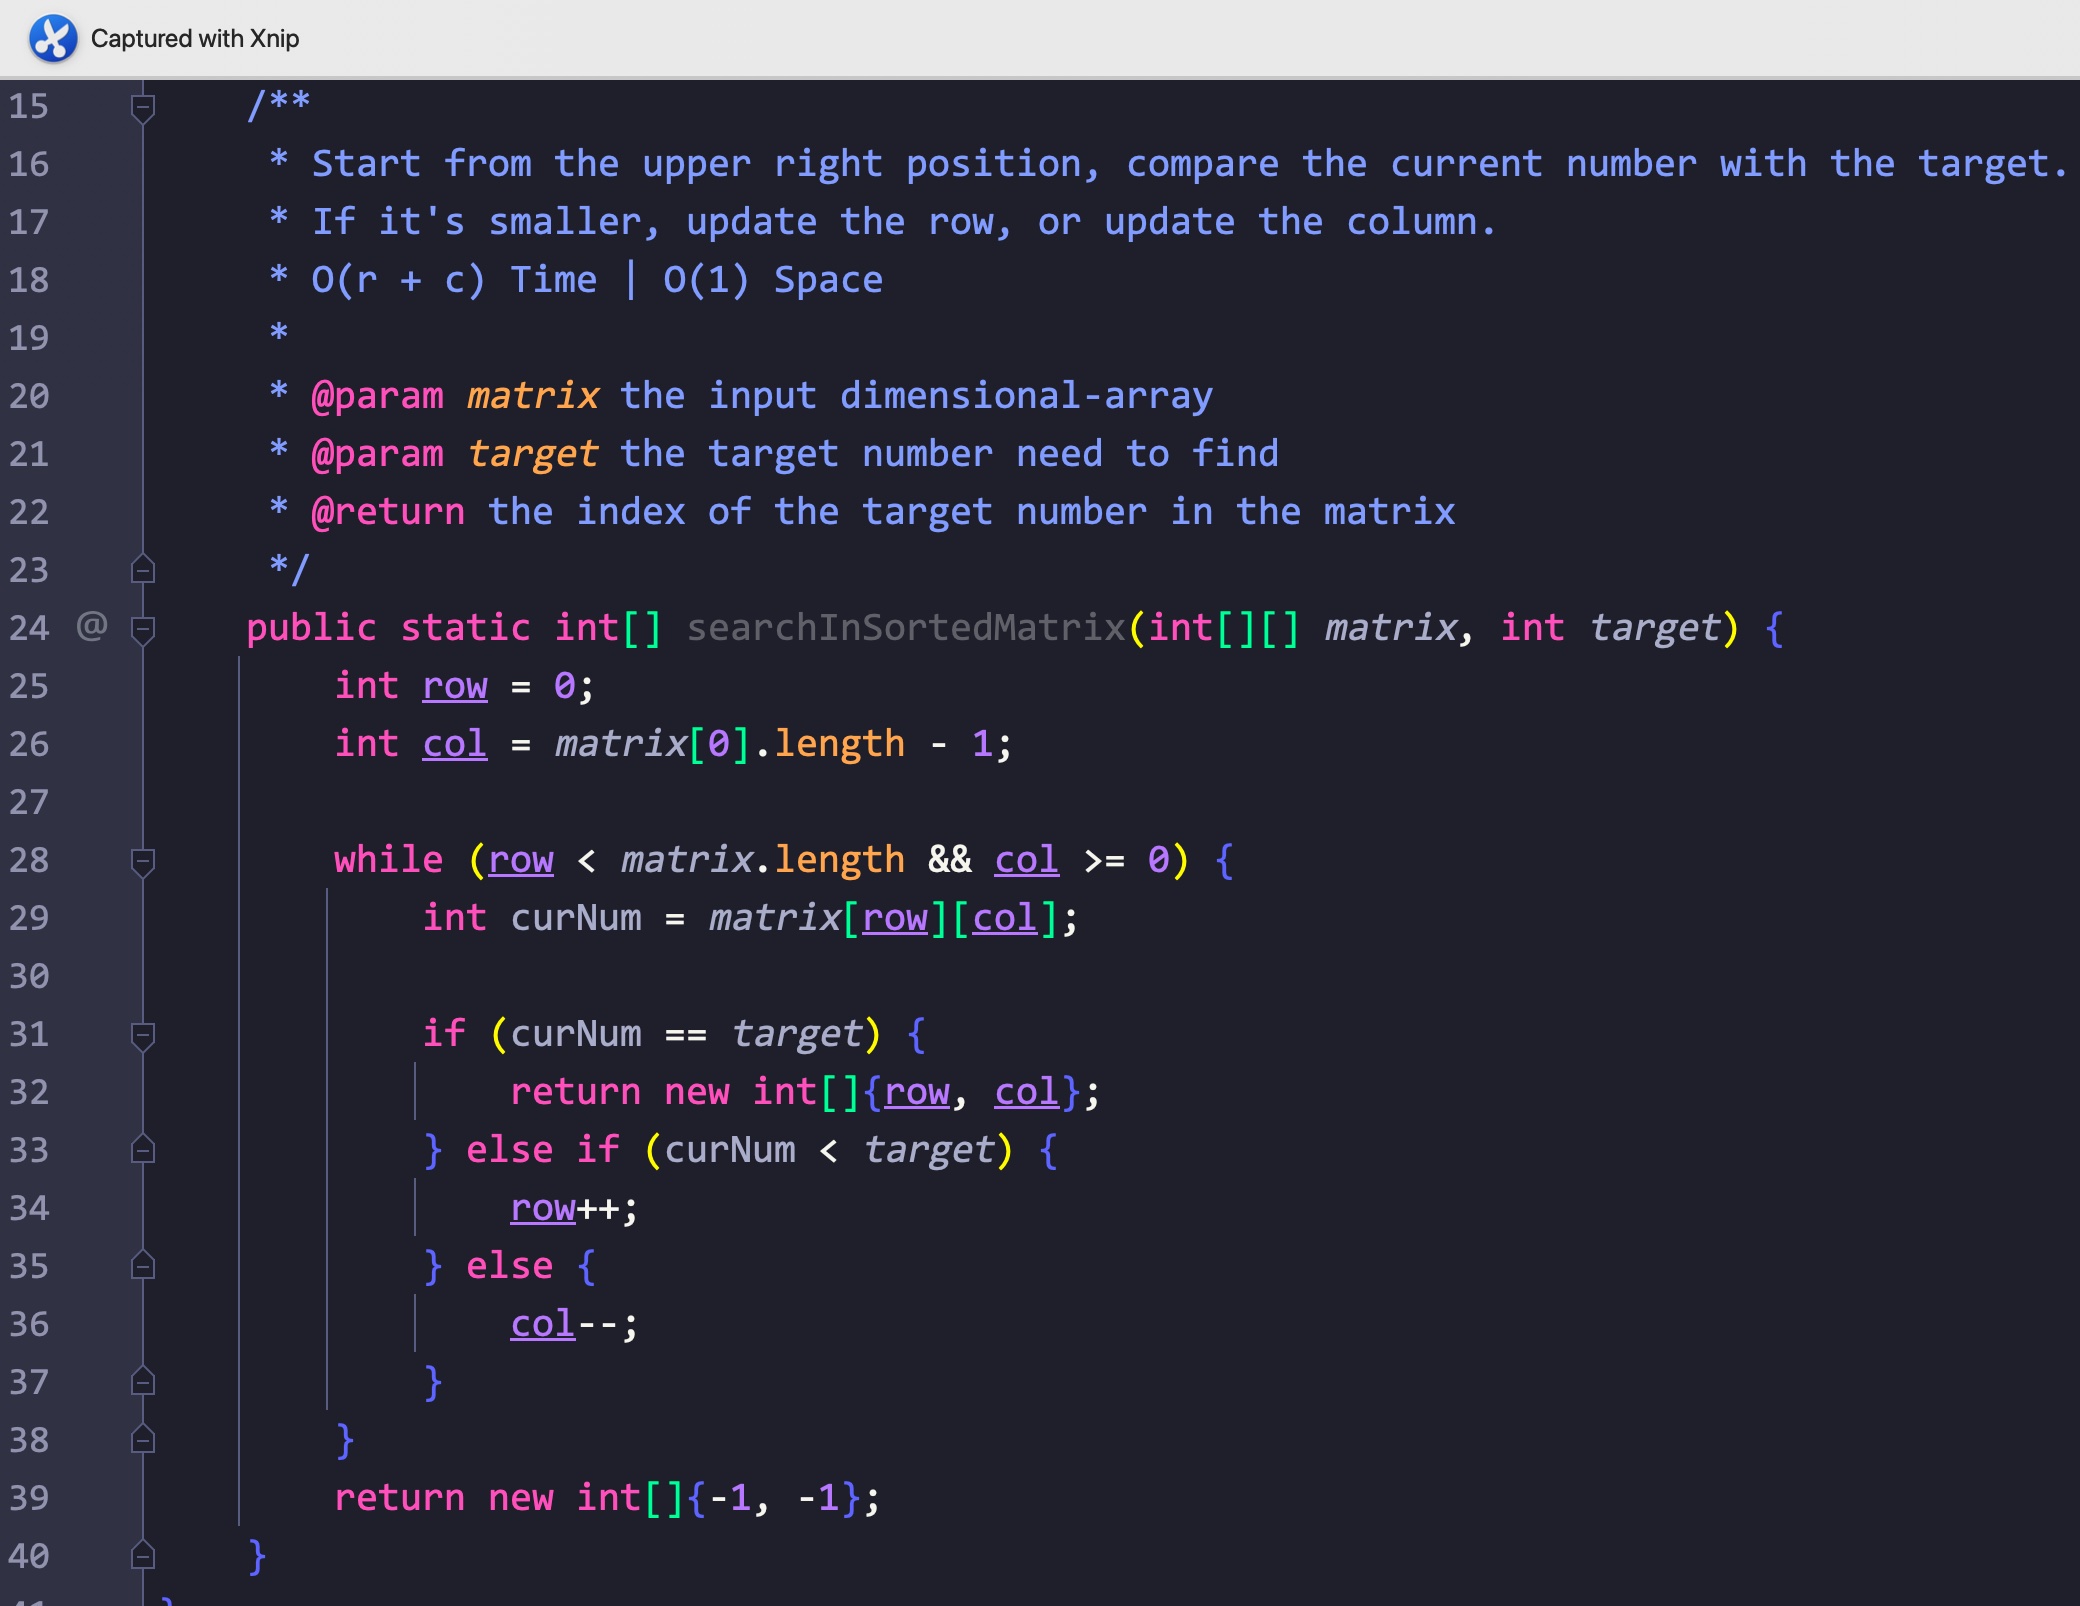 Captured with Xnip
15 /**
16 * Start from the upper right position, compare the current number with the target.
17 * If it's smaller, update the row, or update the column.
18 * O(r + c) Time | O(1) Space
19 *
20 * @param matrix the input dimensional-array
21 * @param target the target number need to find
22 * @return the index of the target number in the matrix
23 */
24 @ public static int[] searchInSortedMatrix(int[][] matrix, int target) {
25 int row = 0;
26 int col = matrix[0].length - 1;
27
28 while (row < matrix.length && col >= 0) {
29 int curNum = matrix[row][col];
30
31 if (curNum == target) {
32 return new int[]{row, col};
33 } else if (curNum < target) {
34 row++;
35 } else {
36 col--;
37 }
38 }
39 return new int[]{-1, -1};
40 }